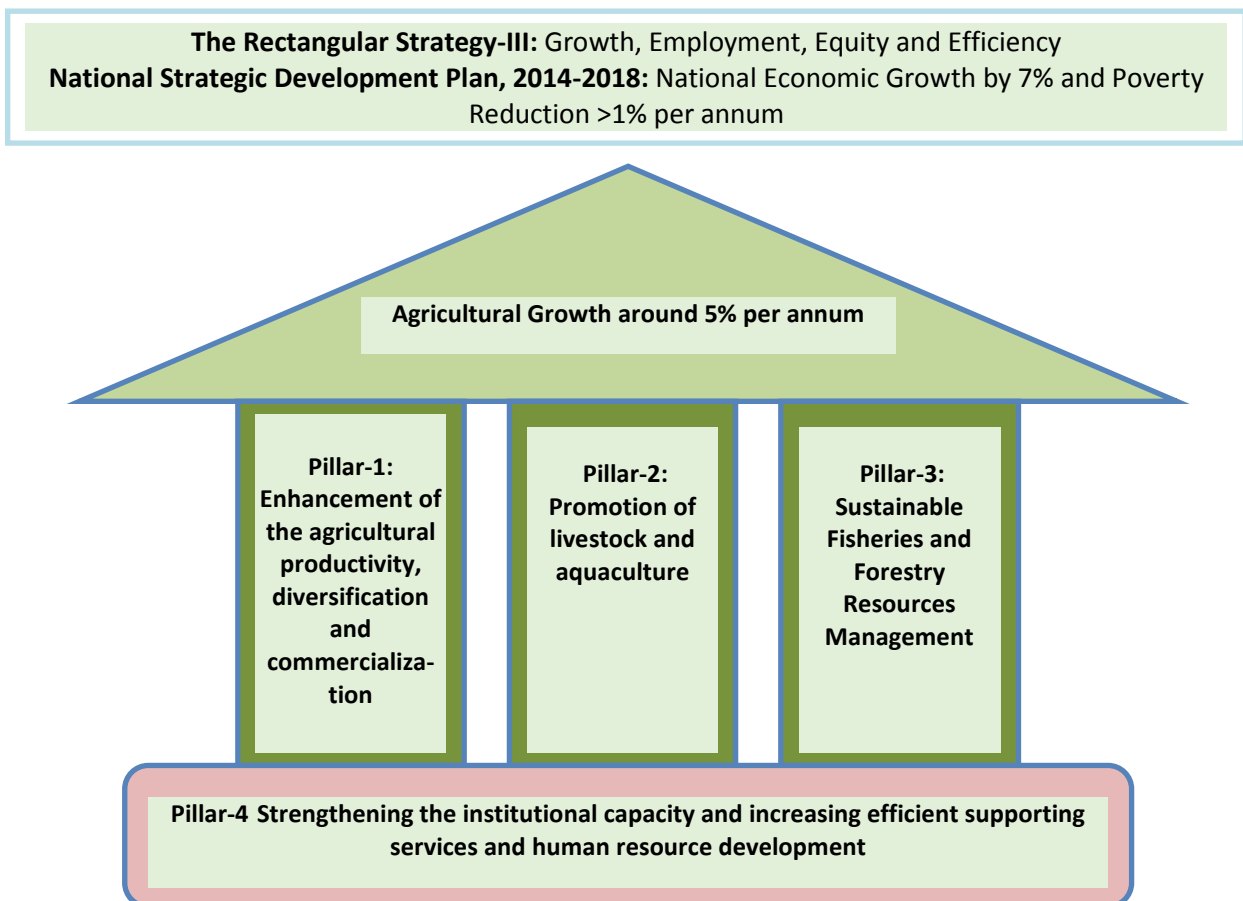 The Rectangular Strategy-III: Growth, Employment, Equity and Efficiency
National Strategic Development Plan, 2014-2018: National Economic Growth by 7% and Poverty
Reduction >1% per annum
Agricultural Growth around 5% per annum
Pillar-1:
Enhancement of
the agricultural
productivity,
diversification
and
commercializa-
tion
Pillar-2:
Promotion of
livestock and
aquaculture
Pillar-3:
Sustainable
Fisheries and
Forestry
Resources
Management
Pillar-4 Strengthening the institutional capacity and increasing efficient supporting
services and human resource development